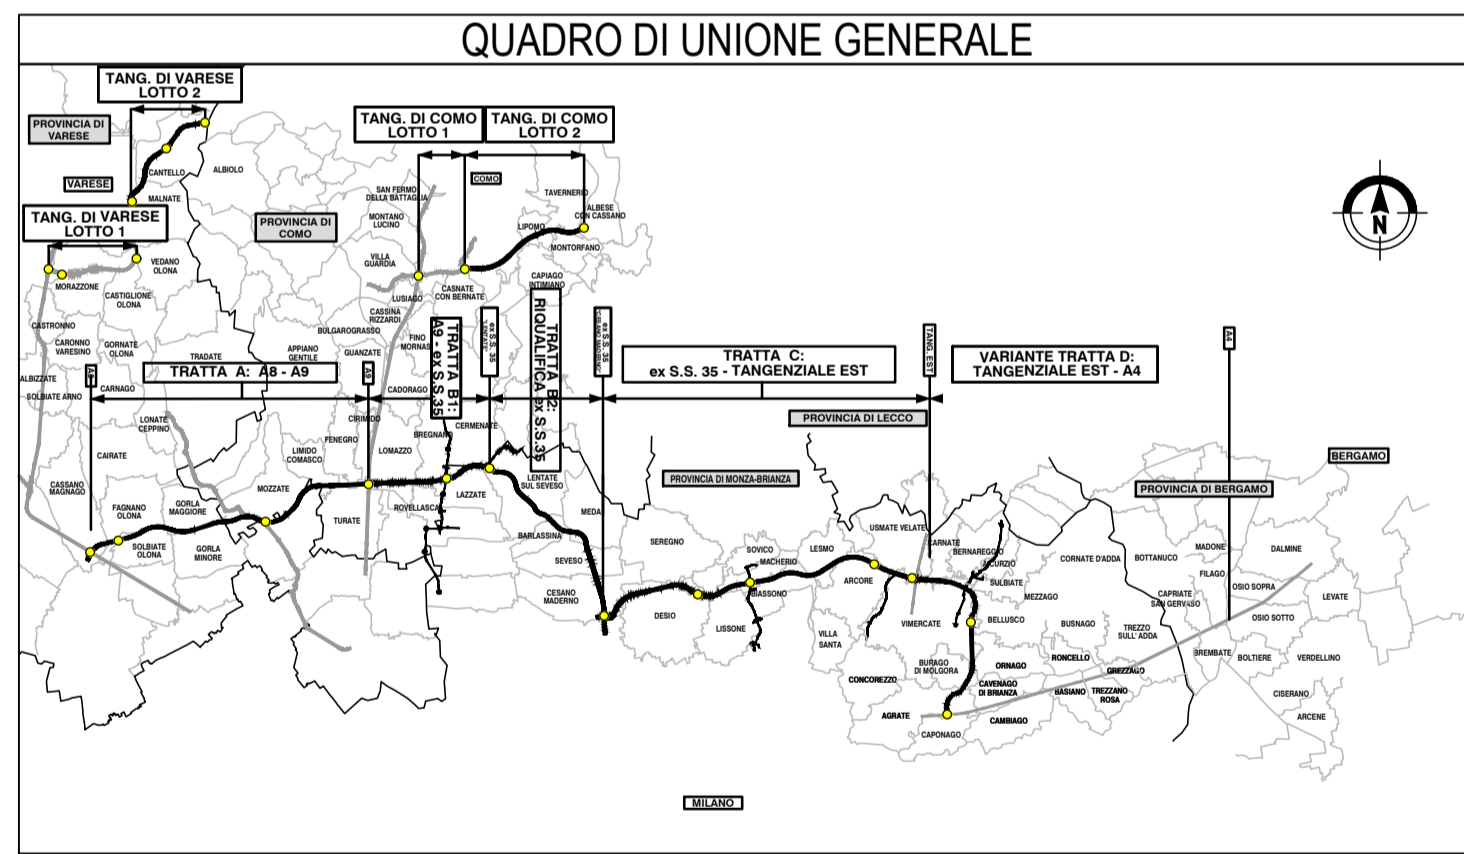 QUADRO DI UNIONE GENERALE
TANG. DI VARESE
LOTTO 2
PROVINCIA DI
VARESE
VARESE
CANTELLO
ALBIOLO
MALNATE
TANG. DI VARESE
LOTTO 1
PROVINCIA DI
COMO
VEDANO
OLONA
MORAZZONE
CASTIGLIONE
OLONA
TANG. DI COMO
LOTTO 1
TANG. DI COMO
LOTTO 2
COMO
SAN FERMO
DELLA BATTAGLIA
MONTANO
LUCINO
VILLA
GUARDIA
TAVERNERIO
ALBESE
CON CASSANO
LIPOMO
MONTORFANO
CAPIAGO
INTIMIANO
LUSIAGO
CASNATE
CON BERNATE
CASSINA
RIZZARDI
BULGAROGRASSO
FINO
MORNAS
GUANZATE
APPIANO
GENTILE
CADORAGO
N
CASTRONNO
CARONNO
VARESINO
GORNATE
OLONA
TRADATE
ALBIZZATE
CARNAGO
SOLBIATE ARNO
LONATE
CEPPINO
TRATTA A: A8 - A9
A9
TRATTA B1:
A9 - ex S.S.35
ex S.S. 35
"LENTATE"
TRATTA B2:
RIQUALIFICA ex S.S.35
ex S.S. 35
"CESANO MADERNO"
TRATTA C:
ex S.S. 35 - TANGENZIALE EST
TANG. EST
VARIANTE TRATTA D:
TANGENZIALE EST - A4
A4
PROVINCIA DI LECCO
PROVINCIA DI MONZA-BRIANZA
PROVINCIA DI BERGAMO
BERGAMO
CIRIMIDO
FENEGRO
LIMIDO
COMASCO
LOMAZZO
BREGNANO
CERMENATE
CAIRATE
CASSANO
MAGNAGO
FAGNANO
OLONA
GORLA
MAGGIORE
MOZZATE
SOLBIATE
OLONA
GORLA
MINORE
TURATE
ROVELLASCA
LAZZATE
LENTATE
SUL SEVESO
MEDA
BARLASSINA
SEVESO
CESANO
MADERNO
SEREGNO
DESIO
LISSONE
SOVICO
MACHERIO
BIASSONO
LESMO
ARCORE
USMATE VELATE
CARNATE
BERNAREGGIO
SULBIATE
MEZZAGO
CORNATE D'ADDA
BOTTANUCO
MADONE
FILAGO
DALMINE
OSIO SOPRA
CAPRIATE
SAN GERVASO
OSIO SOTTO
LEVATE
VILLA
SANTA
VIMERCATE
BELLUSCO
BUSNAGO
TREZZO
SULL' ADDA
BREMBATE
BOLTIERE
VERDELLINO
CONCOREZZO
BURAGO
DI MOLGORA
ORNAGO
RONCELLO
GREZZAGO
CAVENAGO
DI BRIANZA
BASIANO
TREZZANO
ROSA
CISERANO
ARCENE
AGRATE
CAMBIAGO
CAPONAGO
MILANO